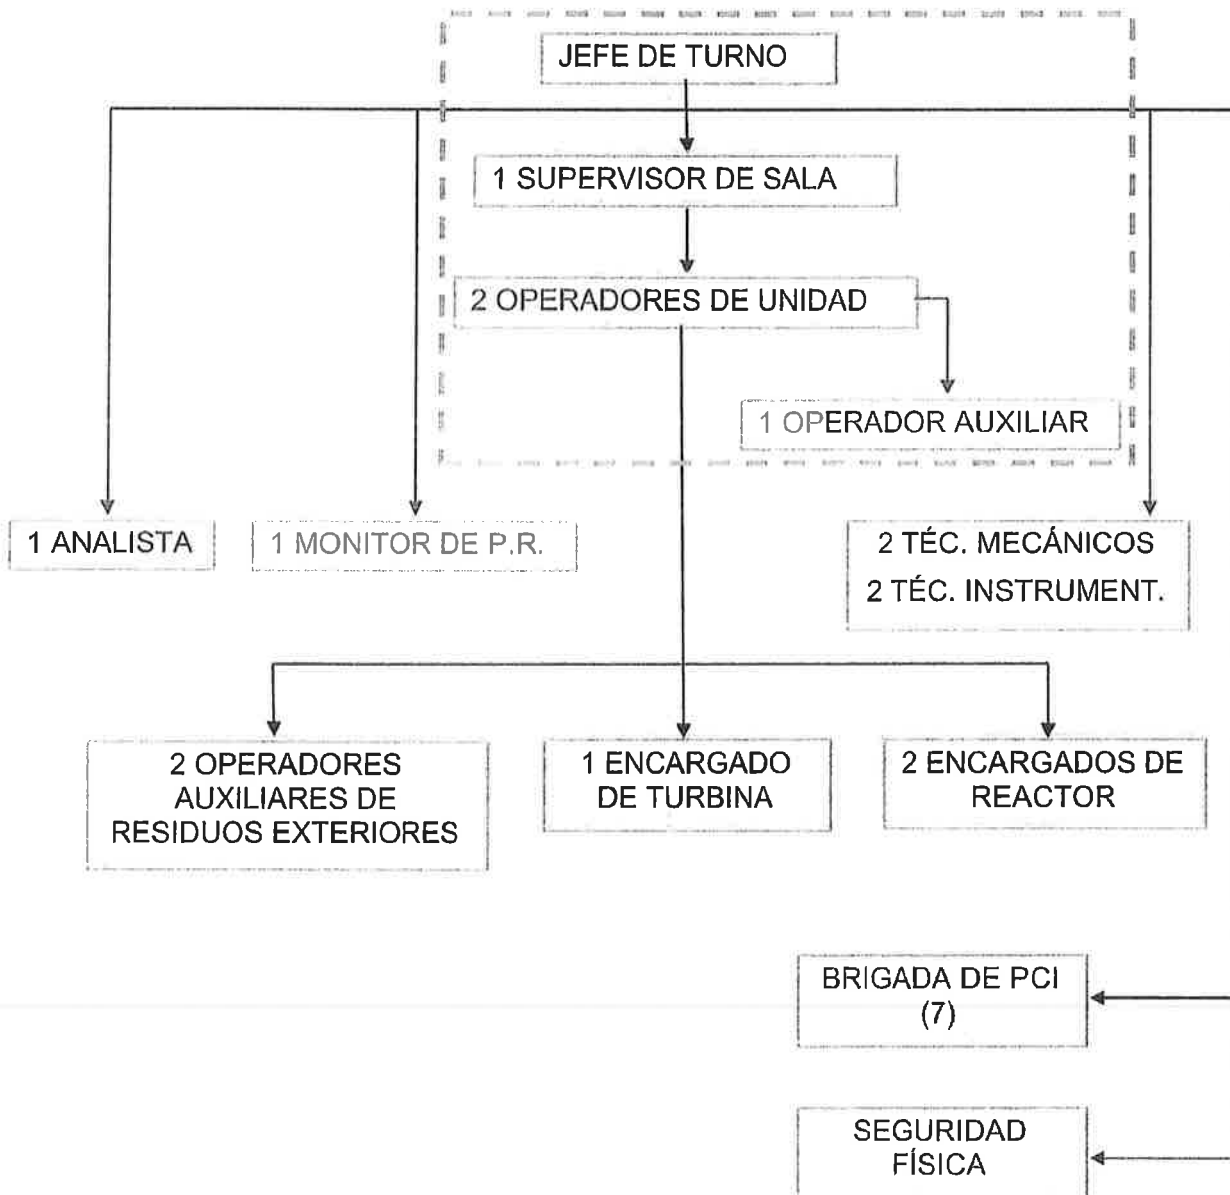 JEFE DE TURNO
1 SUPERVISOR DE SALA
2 OPERADORES DE UNIDAD
1 OPERADOR AUXILIAR
1 ANALISTA
1 MONITOR DE P.R.
2 TÉC. MECÁNICOS
2 TÉC. INSTRUMENT.
2 OPERADORES
AUXILIARES DE
RESIDUOS EXTERIORES
1 ENCARGADO
DE TURBINA
2 ENCARGADOS DE
REACTOR
BRIGADA DE PCI
(7)
SEGURIDAD
FÍSICA